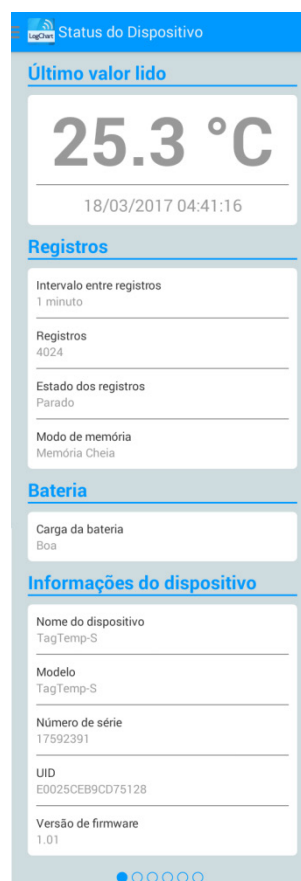 LogChart
Status do Dispositivo
Último valor lido
25.3 °C
18/03/2017 04:41:16
Registros
Intervalo entre registros
1 minuto
Registros
4024
Estado dos registros
Parado
Modo de memória
Memória Cheia
Bateria
Carga da bateria
Boa
Informações do dispositivo
Nome do dispositivo
TagTemp-S
Modelo
TagTemp-S
Número de série
17592391
UID
E0025CEB9CD75128
Versão de firmware
1.01